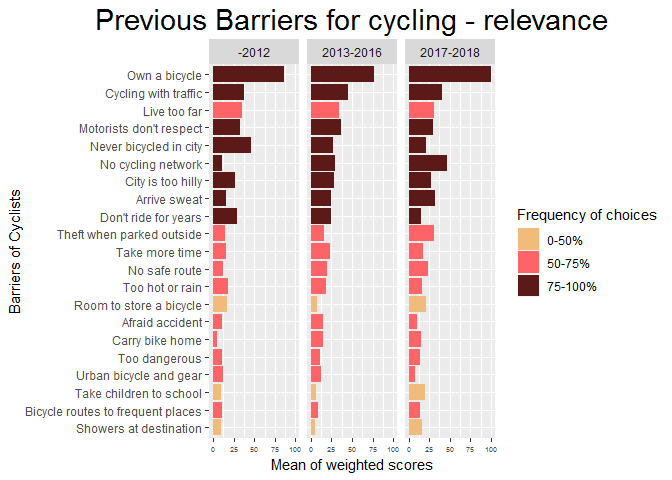 Previous Barriers for cycling - relevance
-2012 2013-2016 2017-2018
Own a bicycle
Cycling with traffic
Live too far
Motorists don't respect
Never bicycled in city
No cycling network
City is too hilly
Arrive sweat
Don't ride for years
Theft when parked outside
Take more time
No safe route
Too hot or rain
Room to store a bicycle
Afraid accident
Carry bike home
Too dangerous
Urban bicycle and gear
Take children to school
Bicycle routes to frequent places
Showers at destination
Barriers of Cyclists
0 25 50 75 100 0 25 50 75 100 0 25 50 75 100
Mean of weighted scores
Frequency of choices
0-50%
50-75%
75-100%